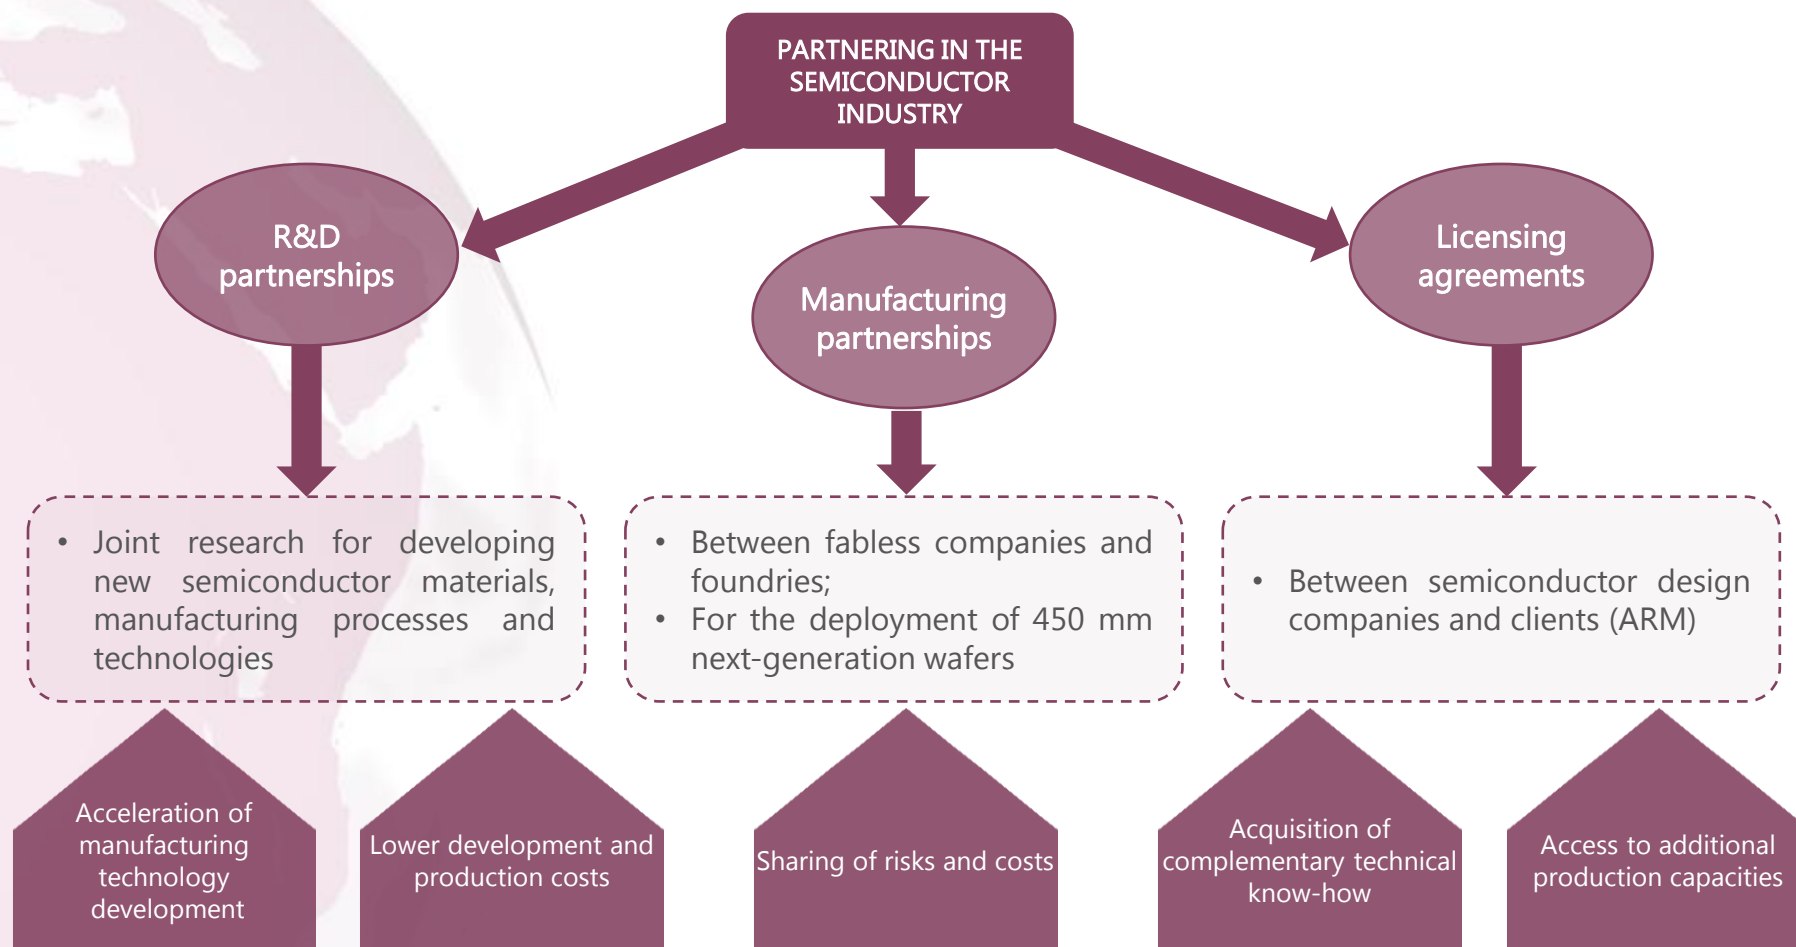 PARTNERING IN THE
SEMICONDUCTOR
INDUSTRY
R&D
partnerships
Manufacturing
partnerships
Licensing
agreements
• Joint research for developing
new semiconductor materials,
manufacturing processes and
technologies
• Between fabless companies and
foundries;
• For the deployment of 450 mm
next-generation wafers
• Between semiconductor design
companies and clients (ARM)
Acceleration of
manufacturing
technology
development
Lower development and
production costs
Sharing of risks and costs
Acquisition of
complementary technical
know-how
Access to additional
production capacities